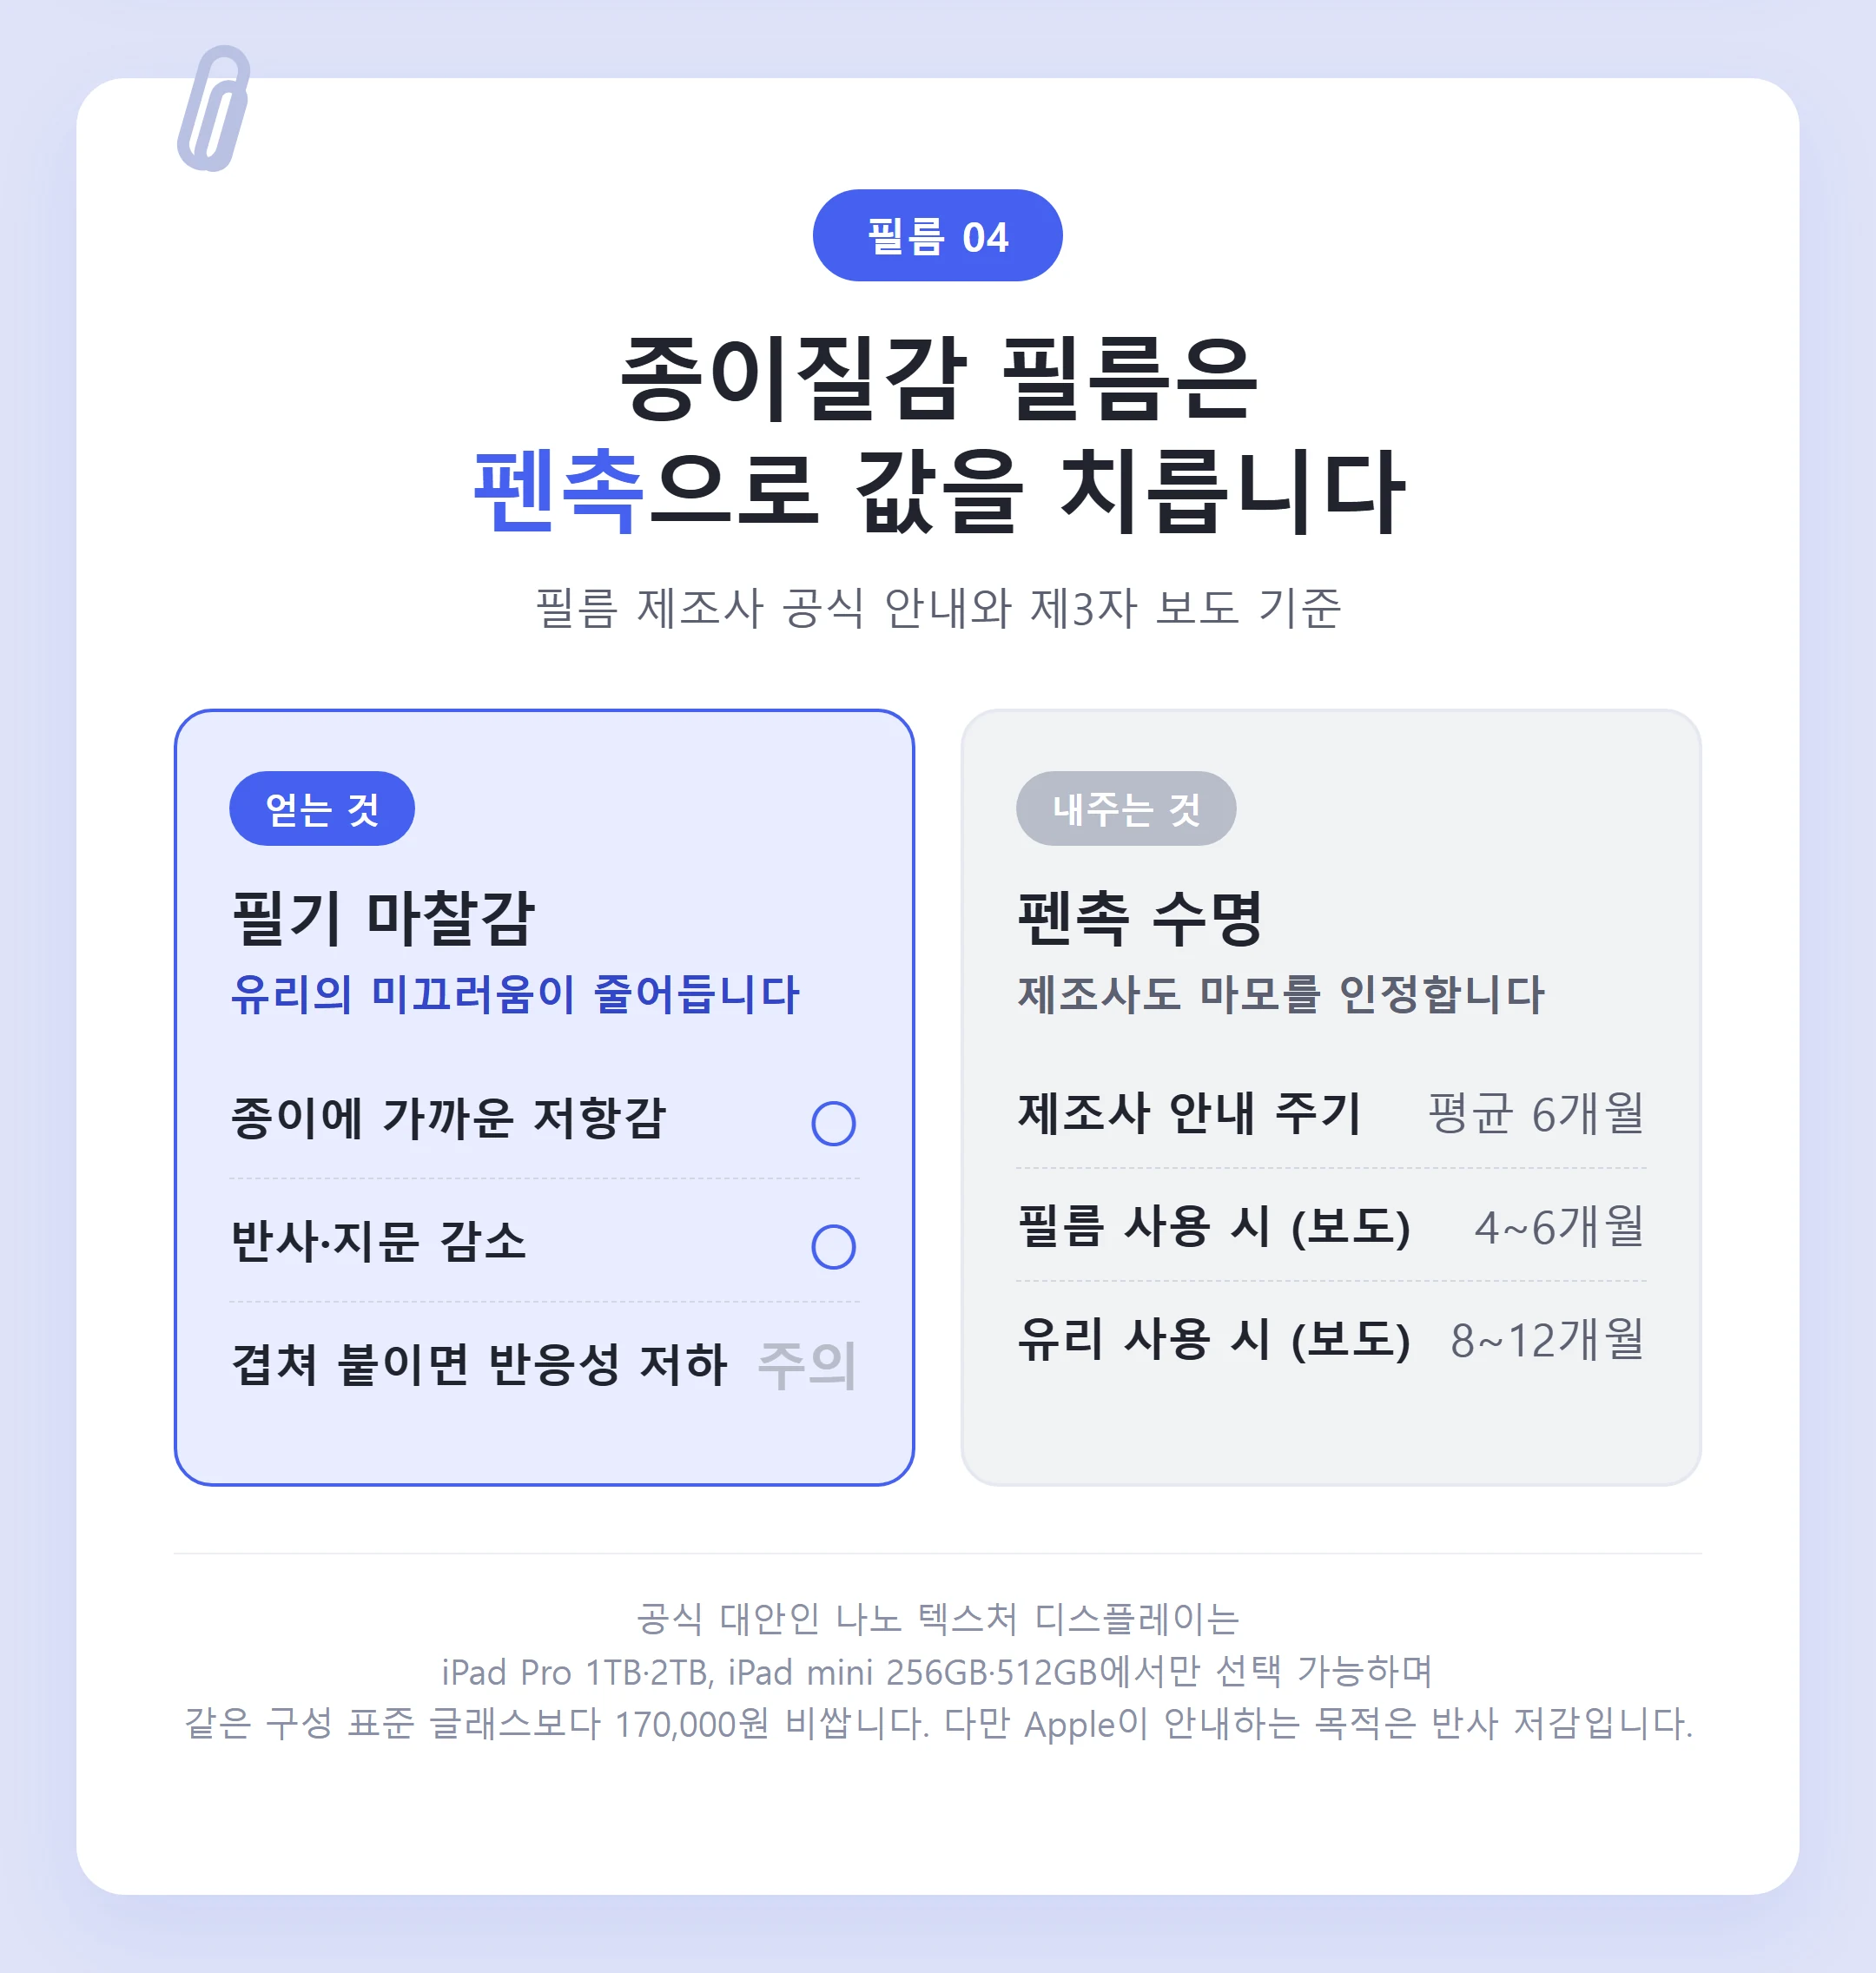 필름 04
종이질감 필름은
펜촉으로 값을 치릅니다
필름 제조사 공식 안내와 제3자 보도 기준
얻는 것
필기 마찰감
유리의 미끄러움이 줄어듭니다
종이에 가까운 저항감 ○
반사·지문 감소 ○
겹쳐 붙이면 반응성 저하 주의
내주는 것
펜촉 수명
제조사도 마모를 인정합니다
제조사 안내 주기 평균 6개월
필름 사용 시 (보도) 4~6개월
유리 사용 시 (보도) 8~12개월
공식 대안인 나노 텍스처 디스플레이는
iPad Pro 1TB·2TB, iPad mini 256GB·512GB에서만 선택 가능하며
같은 구성 표준 글래스보다 170,000원 비쌉니다. 다만 Apple이 안내하는 목적은 반사 저감입니다.